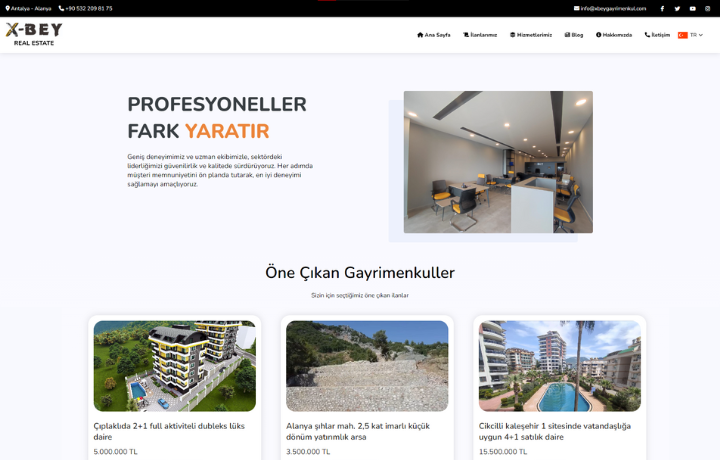 Antalya - Alanya +90 532 209 81 75 info@xbeygayrimenkul.com
X-BEY
REAL ESTATE
Ana Sayfa İlanlarımız Hizmetlerimiz Blog Hakkımızda İletişim TR
PROFESYONELLER
FARK YARATIR
Geniş deneyimimiz ve uzman ekibimizle, sektördeki
liderliğimizi güvenilirlik ve kalitede sürdürüyoruz. Her adımda
müşteri memnuniyetini ön planda tutarak, en iyi deneyimi
sağlamayı amaçlıyoruz.
Öne Çıkan Gayrimenkuller
Sizin için seçtiğimiz öne çıkan ilanlar
Çıplaklıda 2+1 full aktiviteli dubleks lüks
daire
5.000.000 TL
Alanya şıhlar mah. 2,5 kat imarlı küçük
dönüm yatırımlık arsa
3.500.000 TL
Cikcilli kaleşehir 1 sitesinde vatandaşlığa
uygun 4+1 satılık daire
15.500.000 TL